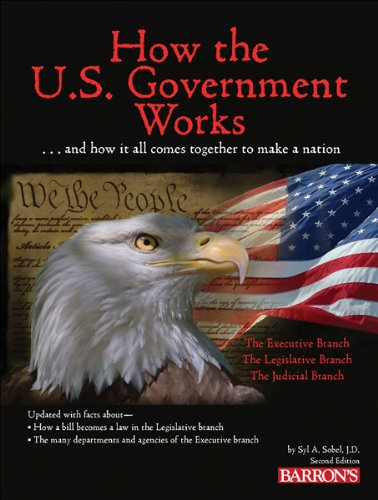 How the
U.S. Government
Works
. . . and how it all comes together to make a nation
We the People
Article
The Executive Branch
The Legislative Branch
The Judicial Branch
Updated with facts about—
• How a bill becomes a law in the Legislative branch
• The many departments and agencies of the Executive branch
by Syl A. Sobel, J.D.
Second Edition
BARRON'S